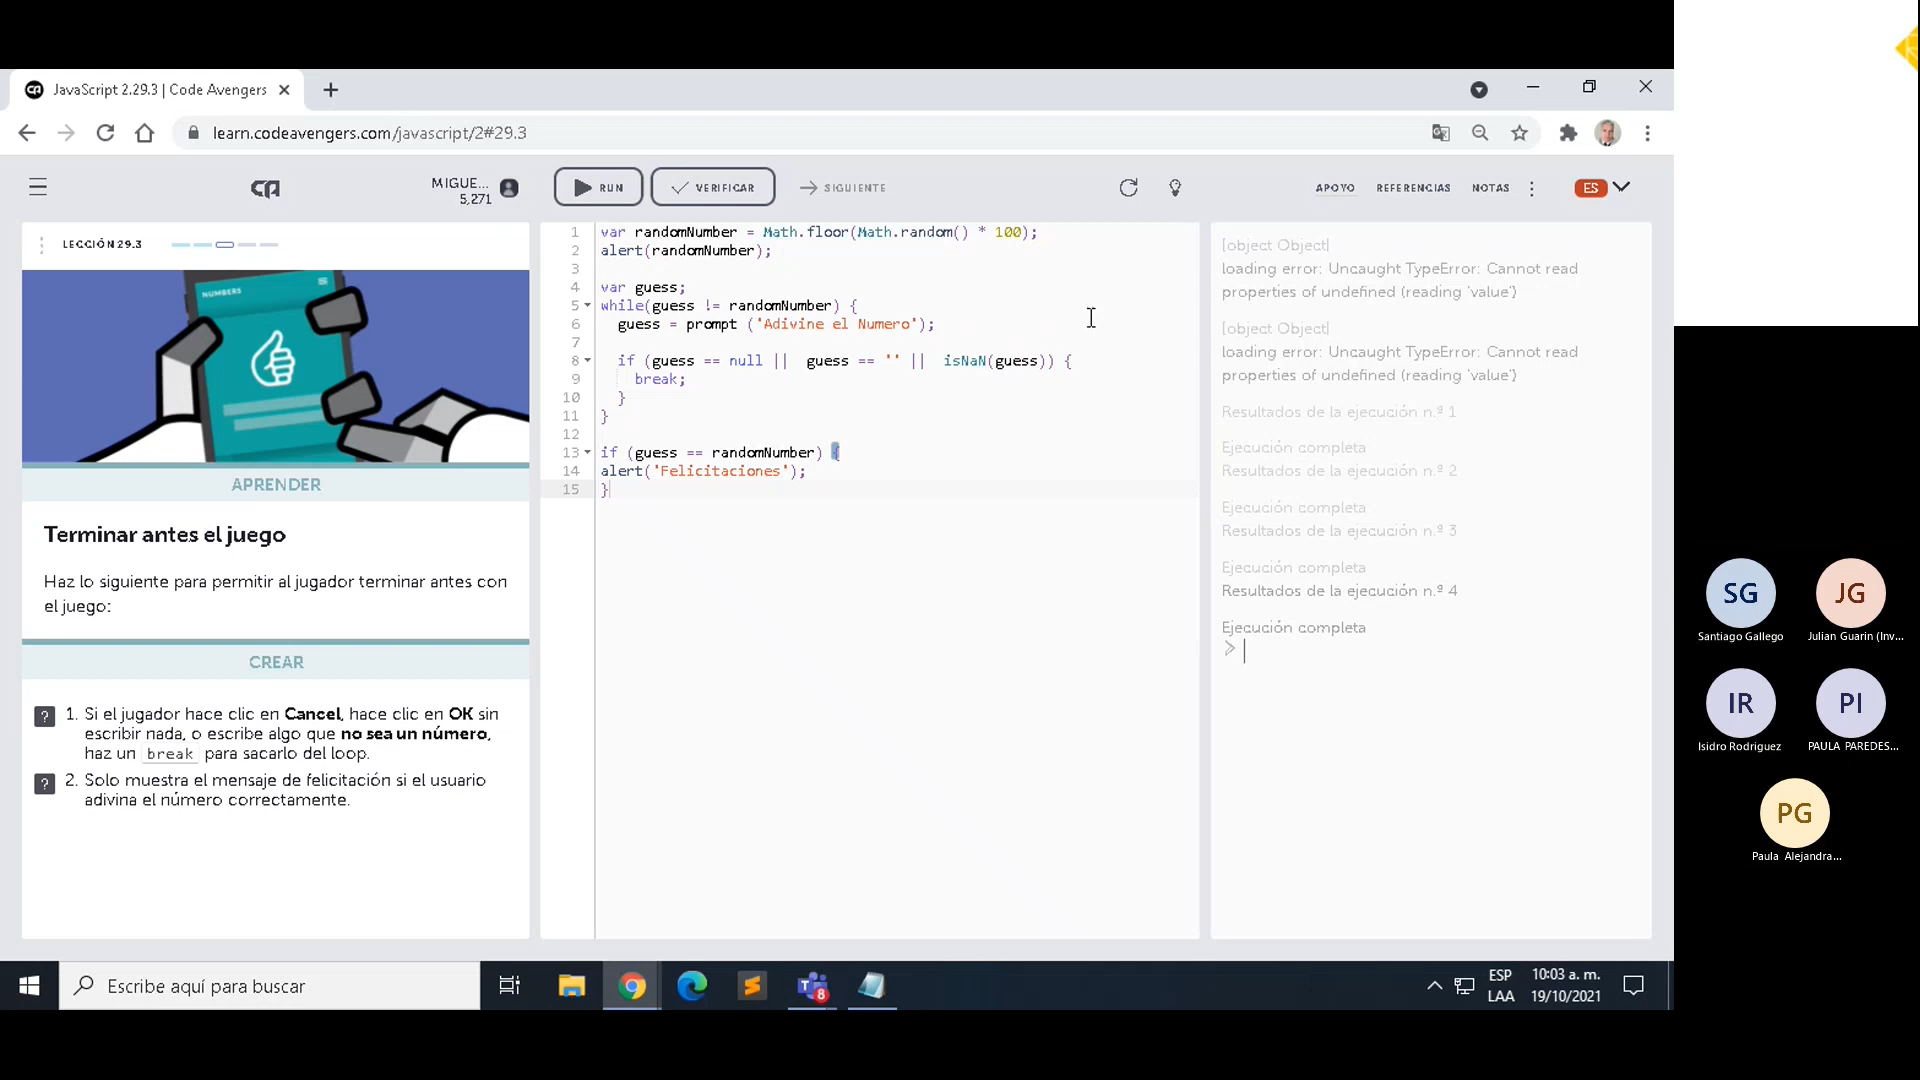 JavaScript 2.29.3 | Code Avengers
learn.codeavengers.com/javascript/2#29.3
MIGUE...
5,271
RUN
VERIFICAR
SIGUIENTE
APOYO
REFERENCIAS
NOTAS
ES
LECCIÓN 29.3
NUMBERS
APRENDER
Terminar antes el juego
Haz lo siguiente para permitir al jugador terminar antes con
el juego:
CREAR
? 1. Si el jugador hace clic en Cancel, hace clic en OK sin
escribir nada, o escribe algo que no sea un número,
haz un break para sacarlo del loop.
? 2. Solo muestra el mensaje de felicitación si el usuario
adivina el número correctamente.
1 var randomNumber = Math.floor(Math.random() * 100);
2 alert(randomNumber);
3
4 var guess;
5 while(guess != randomNumber) {
6 guess = prompt ('Adivine el Numero');
7
8 if (guess == null || guess == '' || isNaN(guess)) {
9 break;
10 }
11 }
12
13 if (guess == randomNumber) {
14 alert('Felicitaciones');
15 }
[object Object]
loading error: Uncaught TypeError: Cannot read
properties of undefined (reading 'value')
[object Object]
loading error: Uncaught TypeError: Cannot read
properties of undefined (reading 'value')
Resultados de la ejecución n.º 1
Ejecución completa
Resultados de la ejecución n.º 2
Ejecución completa
Resultados de la ejecución n.º 3
Ejecución completa
Resultados de la ejecución n.º 4
Ejecución completa
>
SG
Santiago Gallego
JG
Julian Guarin (Inv...
IR
Isidro Rodriguez
PI
PAULA PAREDES...
PG
Paula Alejandra...
Escribe aquí para buscar
8
ESP
LAA
10:03 a. m.
19/10/2021